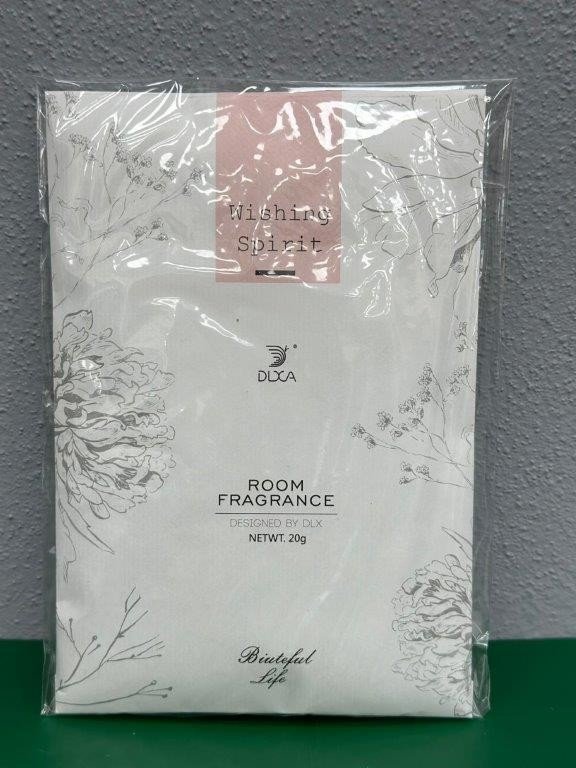 Wishing
Spirit
®
DLXA
ROOM
FRAGRANCE
DESIGNED BY DLX
NETWT. 20g
Biuteful
Life